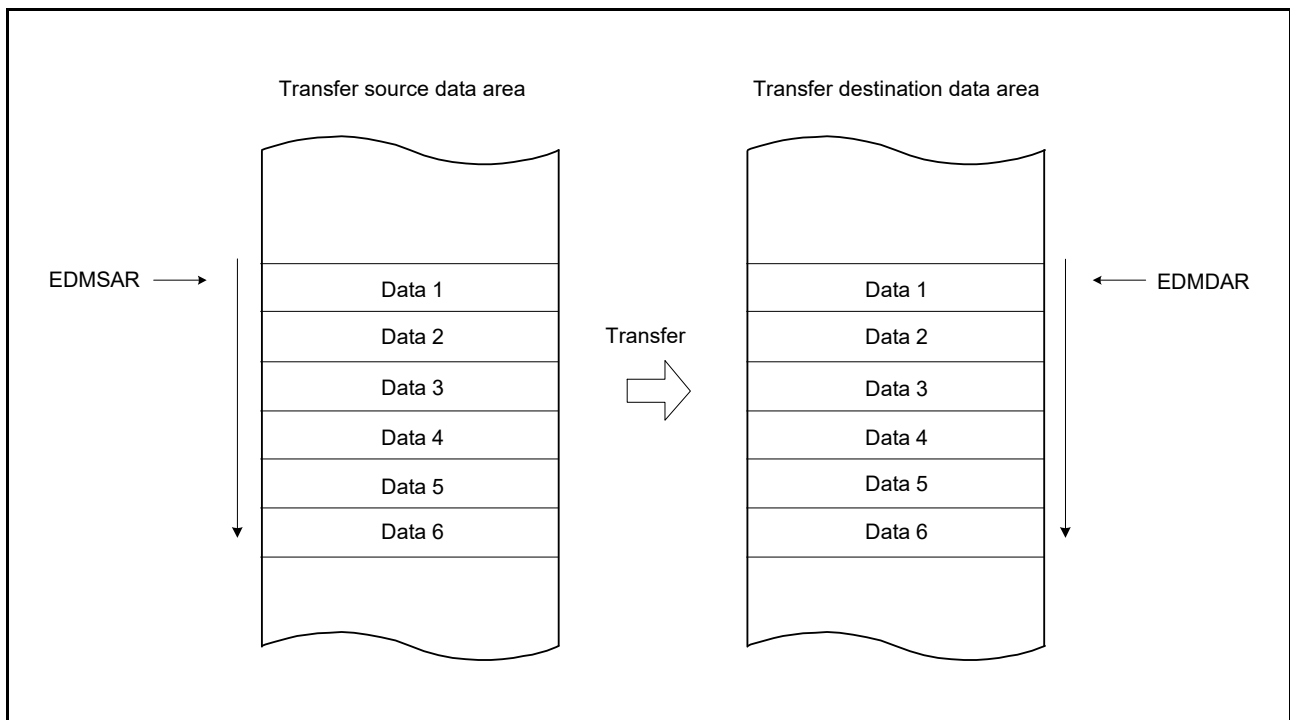 Transfer source data area
Transfer destination data area
EDMSAR
Data 1
Data 2
Data 3
Data 4
Data 5
Data 6
Transfer
Data 1
Data 2
Data 3
Data 4
Data 5
Data 6
EDMDAR